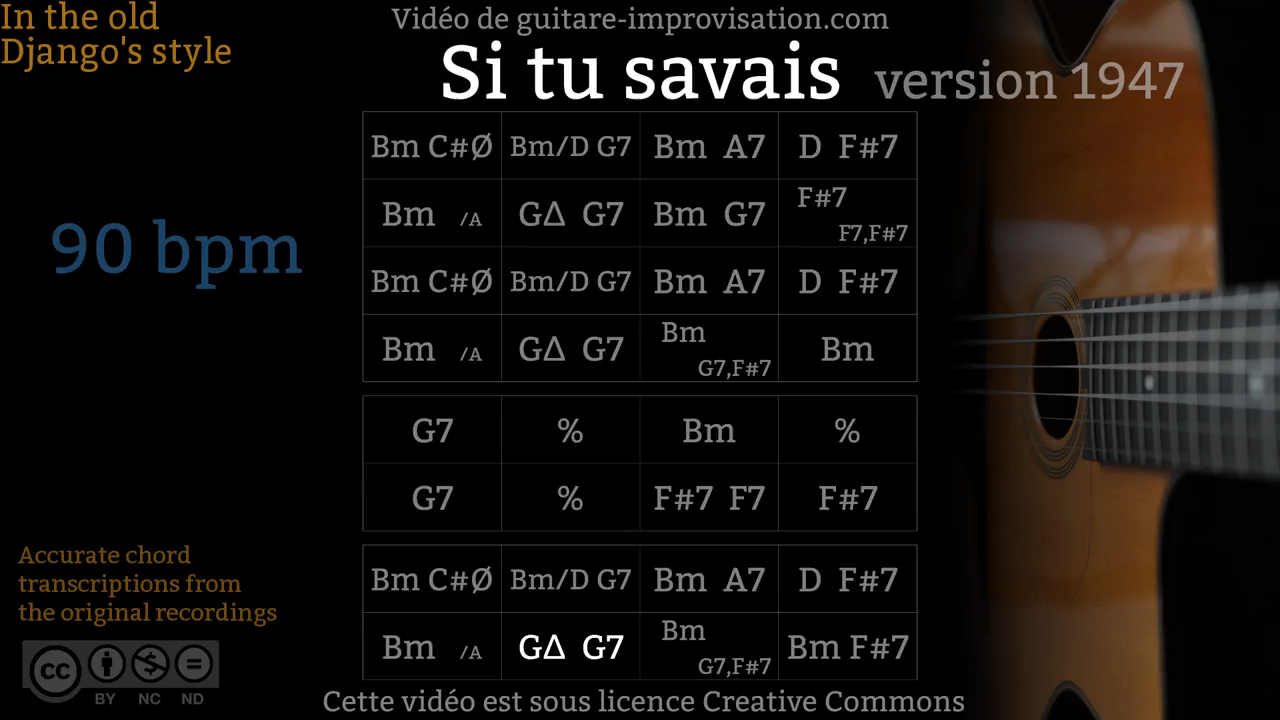 In the old
Django's style
Vidéo de guitare-improvisation.com
Si tu savais version 1947
90 bpm
Bm C#Ø Bm/D G7 Bm A7 D F#7
Bm /A GΔ G7 Bm G7 F#7 F7,F#7
Bm C#Ø Bm/D G7 Bm A7 D F#7
Bm /A GΔ G7 Bm G7,F#7 Bm
G7 % Bm %
G7 % F#7 F7 F#7
Bm C#Ø Bm/D G7 Bm A7 D F#7
Bm /A GΔ G7 Bm G7,F#7 Bm F#7
Accurate chord
transcriptions from
the original recordings
cc
BY NC ND
Cette vidéo est sous licence Creative Commons